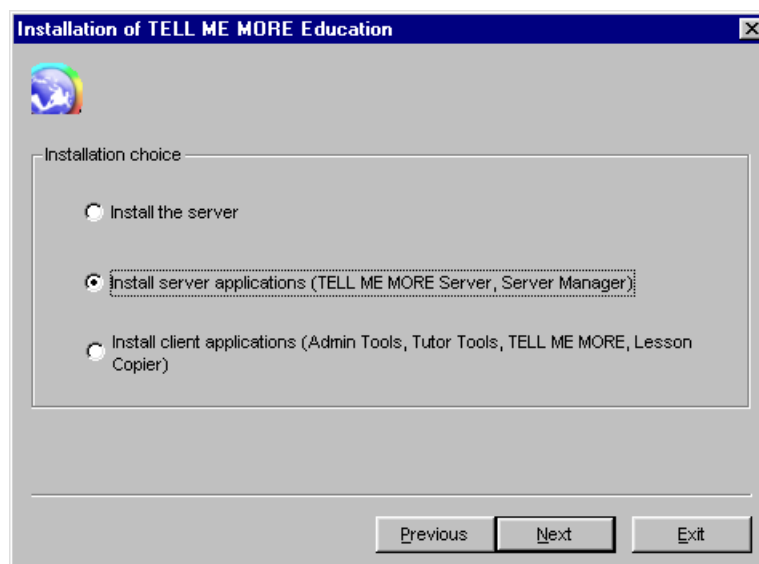 Installation of TELL ME MORE Education
Installation choice
Install the server
Install server applications (TELL ME MORE Server, Server Manager)
Install client applications (Admin Tools, Tutor Tools, TELL ME MORE, Lesson
Copier)
Previous Next Exit